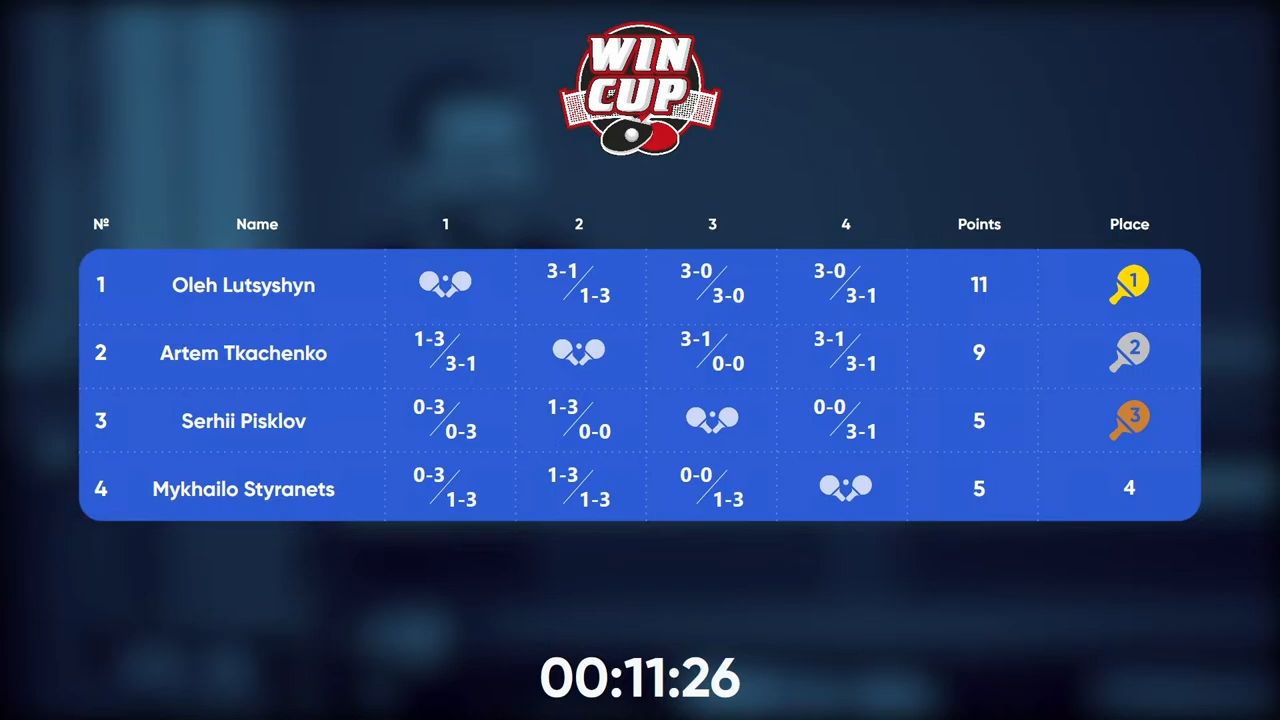 WIN
CUP
№ Name 1 2 3 4 Points Place
1 Oleh Lutsyshyn 3-1/1-3 3-0/3-0 3-0/3-1 11 1
2 Artem Tkachenko 1-3/3-1 3-1/0-0 3-1/3-1 9 2
3 Serhii Pisklov 0-3/0-3 1-3/0-0 0-0/3-1 5 3
4 Mykhailo Styranets 0-3/1-3 1-3/1-3 0-0/1-3 5 4
00:11:26